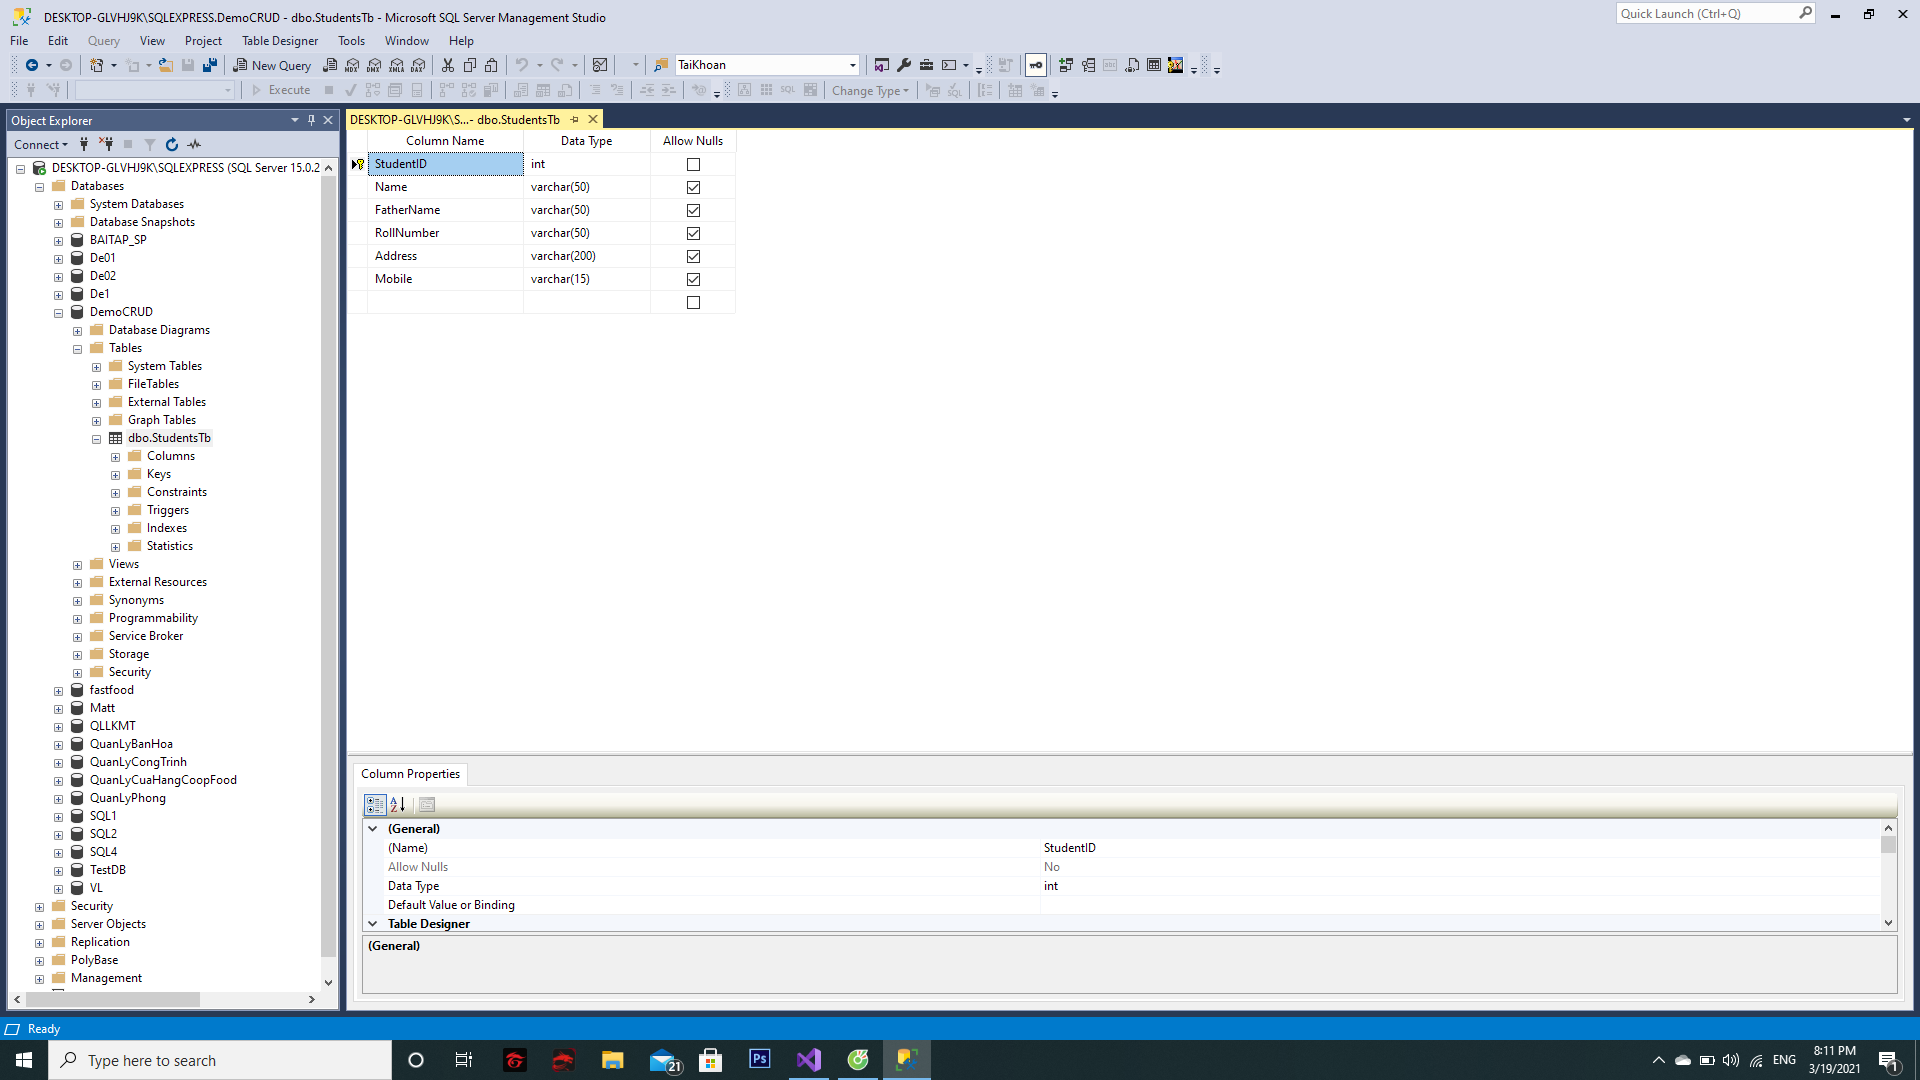 DESKTOP-GLVHJ9K\SQLEXPRESS.DemoCRUD - dbo.StudentsTb - Microsoft SQL Server Management Studio
Quick Launch (Ctrl+Q)
File Edit Query View Project Table Designer Tools Window Help
New Query MDX DMX XMLA DAX TaiKhoan
Execute SQL Change Type
Object Explorer
Connect
DESKTOP-GLVHJ9K\SQLEXPRESS (SQL Server 15.0.2
Databases
System Databases
Database Snapshots
BAITAP_SP
De01
De02
De1
DemoCRUD
Database Diagrams
Tables
System Tables
FileTables
External Tables
Graph Tables
dbo.StudentsTb
Columns
Keys
Constraints
Triggers
Indexes
Statistics
Views
External Resources
Synonyms
Programmability
Service Broker
Storage
Security
fastfood
Matt
QLLKMT
QuanLyBanHoa
QuanLyCongTrinh
QuanLyCuaHangCoopFood
QuanLyPhong
SQL1
SQL2
SQL4
TestDB
VL
Security
Server Objects
Replication
PolyBase
Management
DESKTOP-GLVHJ9K\S...- dbo.StudentsTb
Column Name Data Type Allow Nulls
StudentID int
Name varchar(50)
FatherName varchar(50)
RollNumber varchar(50)
Address varchar(200)
Mobile varchar(15)
Column Properties
(General)
(Name) StudentID
Allow Nulls No
Data Type int
Default Value or Binding
Table Designer
(General)
Ready
Type here to search
21
Ps
ENG
8:11 PM
3/19/2021
1